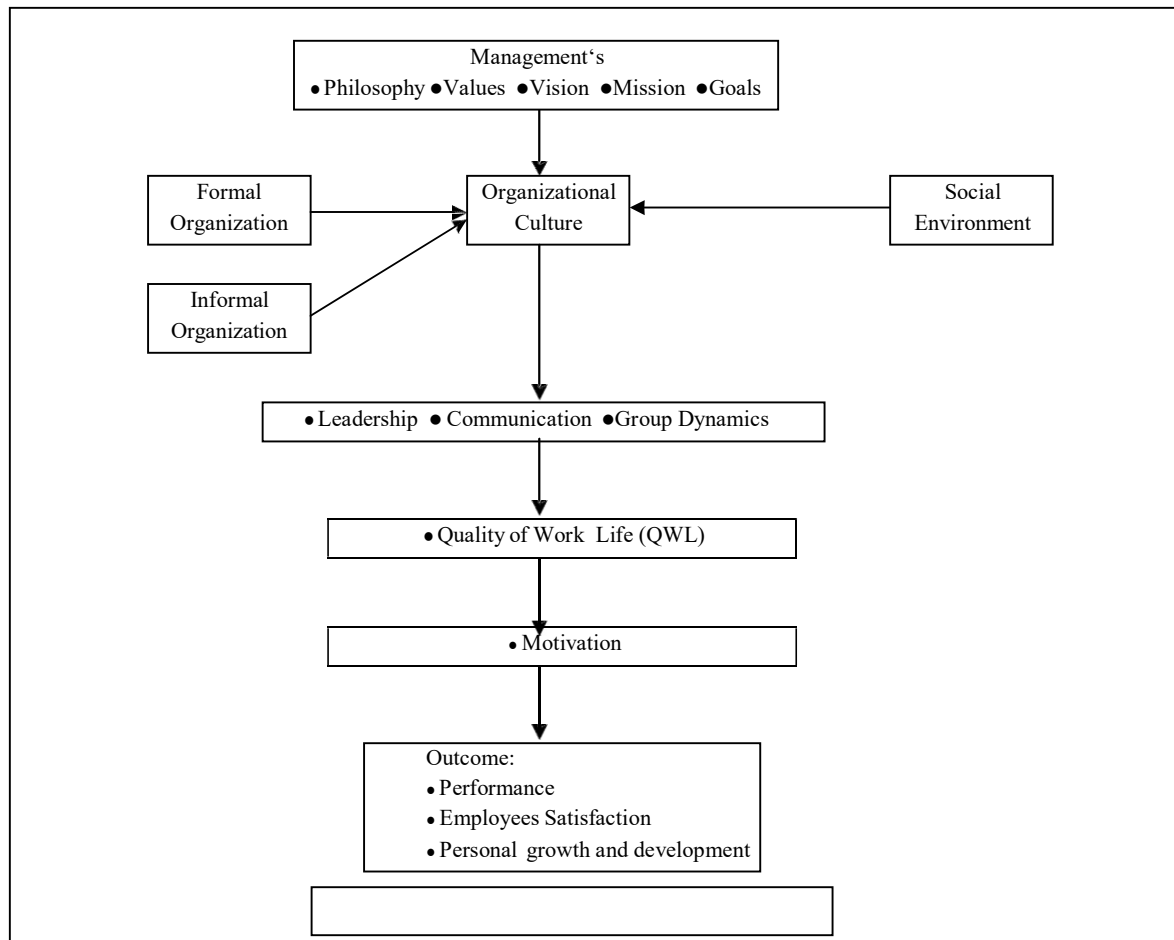 Management‘s
•Philosophy ●Values ●Vision ●Mission ●Goals
Formal
Organization
Organizational
Culture
Social
Environment
Informal
Organization
•Leadership ● Communication ●Group Dynamics
•Quality of Work Life (QWL)
•Motivation
Outcome:
•Performance
•Employees Satisfaction
•Personal growth and development